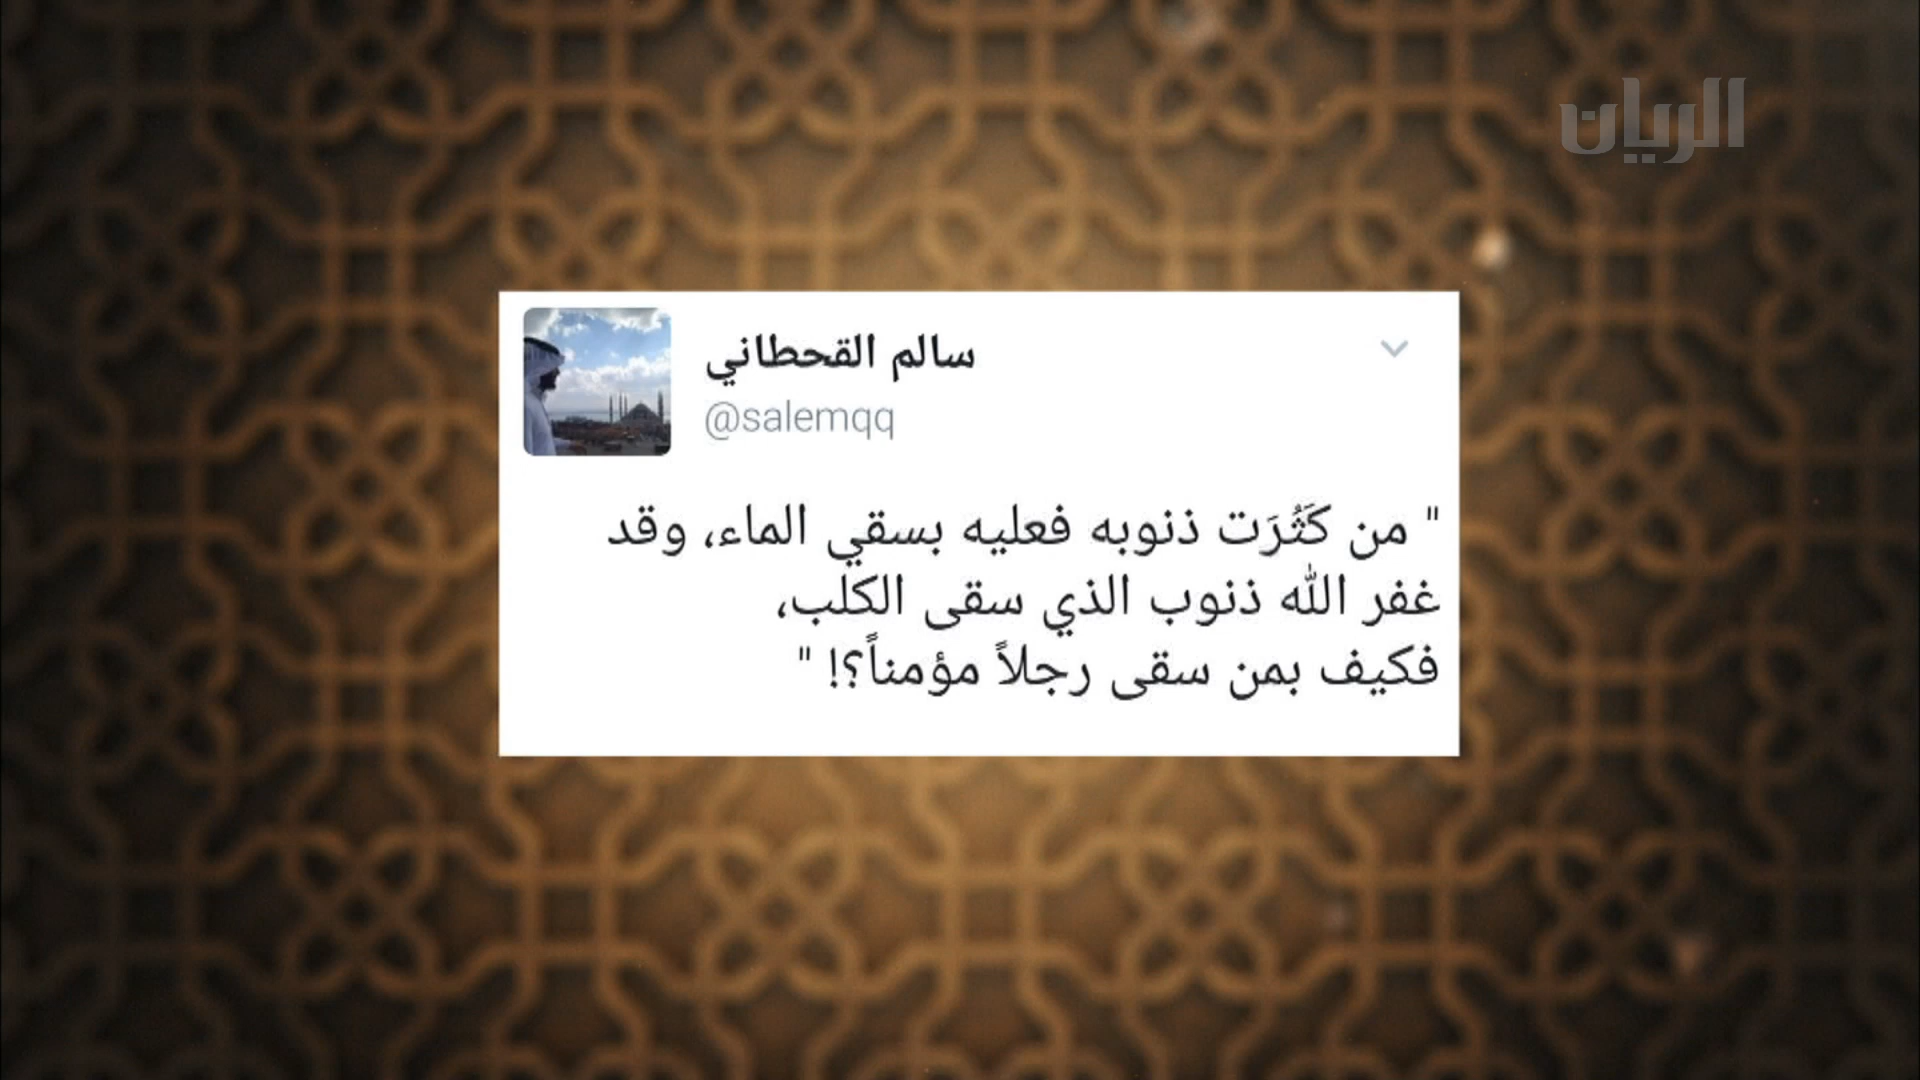 الريان
سالم القحطاني
@salemqq
" من كَثُرَت ذنوبه فعليه بسقي الماء، وقد
غفر الله ذنوب الذي سقى الكلب،
فكيف بمن سقى رجلاً مؤمناً؟! "